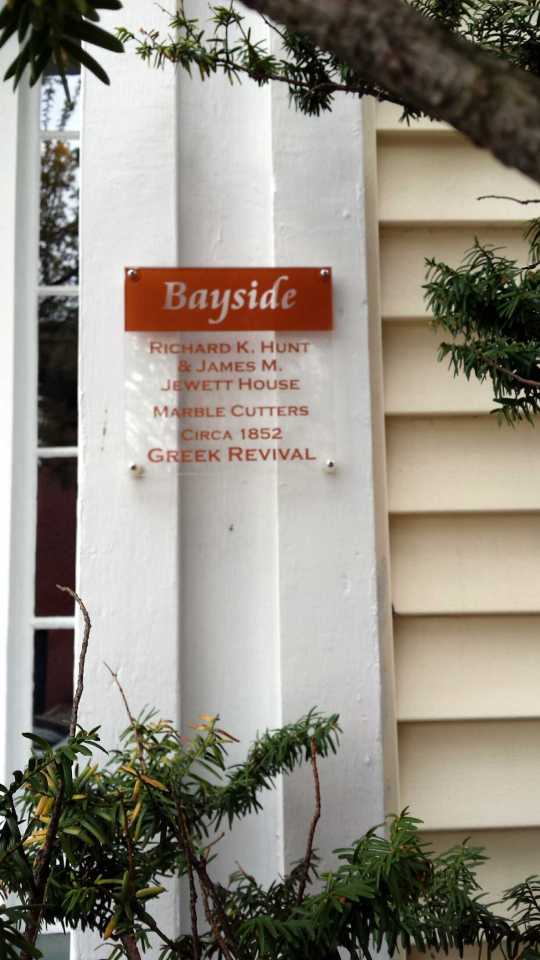 Bayside
RICHARD K. HUNT
& JAMES M.
JEWETT HOUSE
MARBLE CUTTERS
CIRCA 1852
GREEK REVIVAL